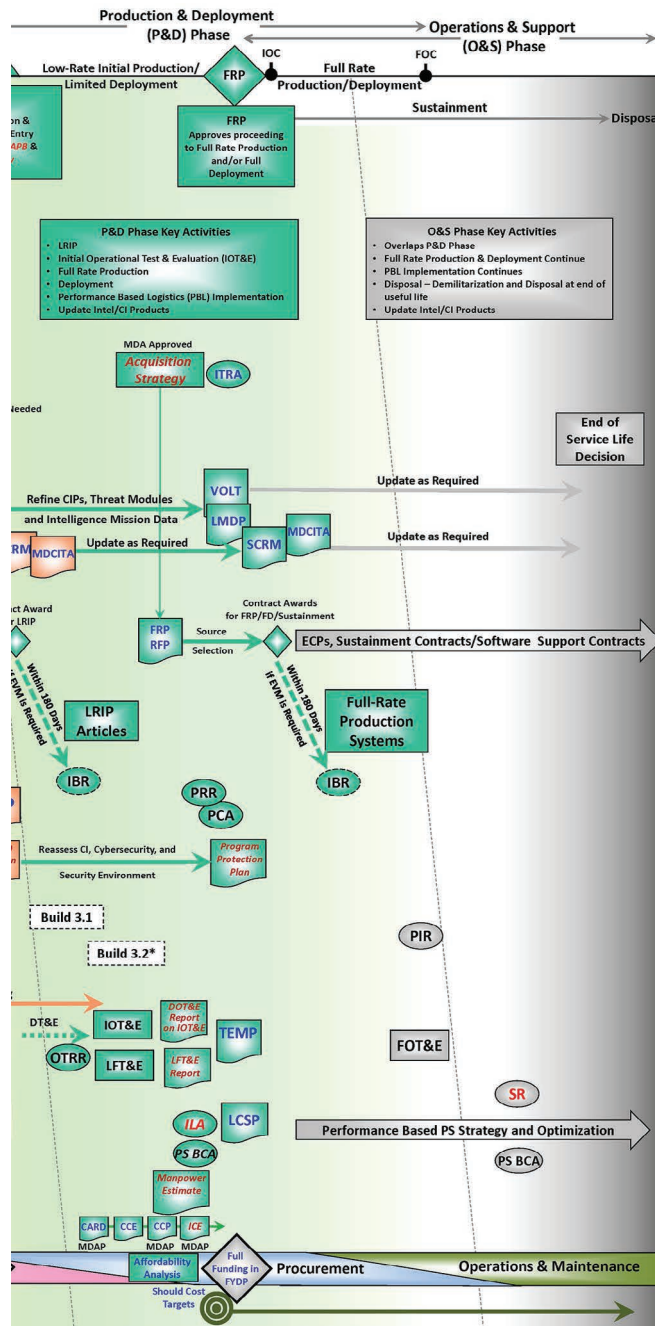 Production & Deployment
(P&D) Phase
Operations & Support
(O&S) Phase
IOC
FOC
Low-Rate Initial Production/
Limited Deployment
FRP
Full Rate
Production/Deployment
Sustainment
Disposa
on &
Entry
APB &
FRP
Approves proceeding
to Full Rate Production
and/or Full
Deployment
P&D Phase Key Activities
• LRIP
• Initial Operational Test & Evaluation (IOT&E)
• Full Rate Production
• Deployment
• Performance Based Logistics (PBL) Implementation
• Update Intel/CI Products
O&S Phase Key Activities
• Overlaps P&D Phase
• Full Rate Production & Deployment Continue
• PBL Implementation Continues
• Disposal – Demilitarization and Disposal at end of
useful life
• Update Intel/CI Products
MDA Approved
Acquisition
Strategy
ITRA
Needed
End of
Service Life
Decision
Refine CIPs, Threat Modules
and Intelligence Mission Data
VOLT
LMDP
Update as Required
RM
MDCITA
Update as Required
SCRM
MDCITA
Update as Required
act Award
r LRIP
Contract Awards
for FRP/FD/Sustainment
FRP
RFP
Source
Selection
ECPs, Sustainment Contracts/Software Support Contracts
Within 180 Days
if EVM is Required
LRIP
Articles
Within 180 Days
if EVM is Required
Full-Rate
Production
Systems
IBR
IBR
PRR
PCA
Reassess CI, Cybersecurity, and
Security Environment
Program
Protection
Plan
Build 3.1
Build 3.2*
PIR
DT&E
IOT&E
DOT&E
Report
on IOT&E
TEMP
OTRR
LFT&E
LFT&E
Report
FOT&E
SR
ILA
LCSP
Performance Based PS Strategy and Optimization
PS BCA
PS BCA
Manpower
Estimate
CARD
CCE
CCP
ICE
MDAP
MDAP
MDAP
Affordability
Analysis
Full
Funding in
FYDP
Procurement
Operations & Maintenance
Should Cost
Targets